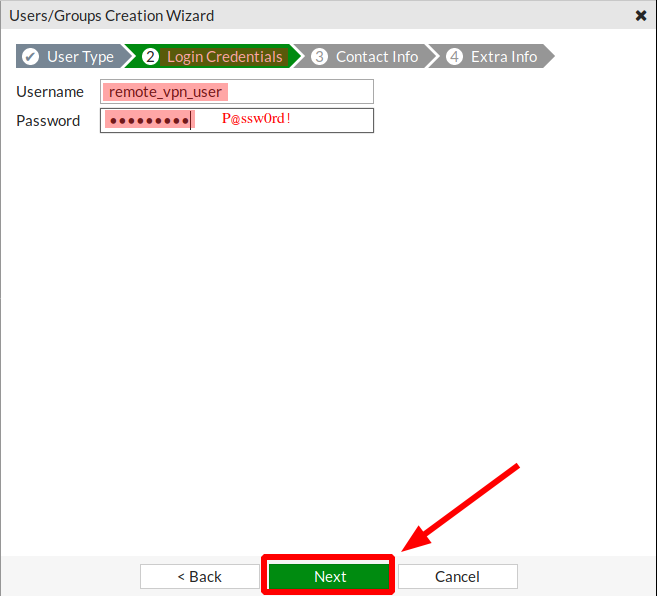 Users/Groups Creation Wizard
✔ User Type 2 Login Credentials 3 Contact Info 4 Extra Info
Username remote_vpn_user
Password ●●●●●●●●● P@ssw0rd!
< Back Next Cancel